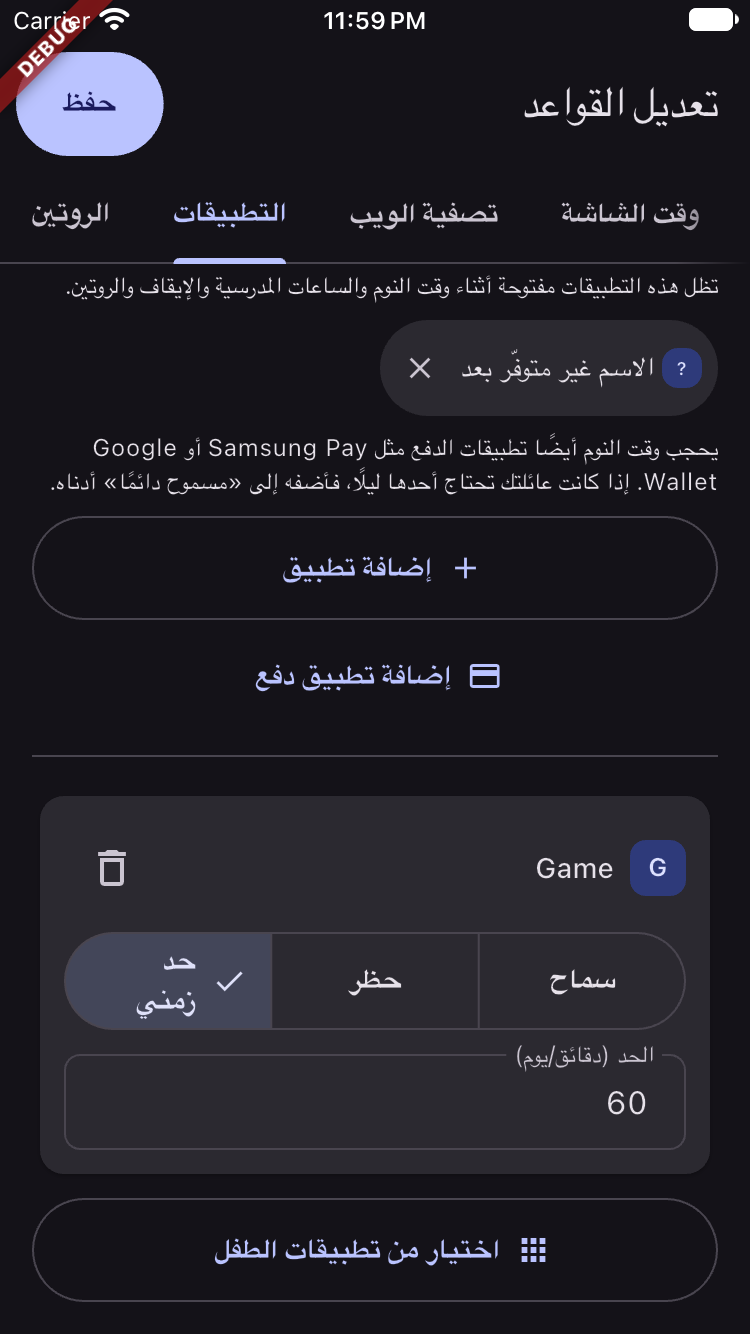 Carrier
11:59 PM
DEBUG
تعديل القواعد
حفظ
وقت الشاشة
تصفية الويب
التطبيقات
الروتين
تظل هذه التطبيقات مفتوحة أثناء وقت النوم والساعات المدرسية والإيقاف والروتين.
?
الاسم غير متوفّر بعد
يحجب وقت النوم أيضًا تطبيقات الدفع مثل Samsung Pay أو Google
Wallet. إذا كانت عائلتك تحتاج أحدها ليلًا، فأضفه إلى «مسموح دائمًا» أدناه.
إضافة تطبيق
إضافة تطبيق دفع
G
Game
سماح
حظر
حد
زمني
الحد (دقائق/يوم)
60
اختيار من تطبيقات الطفل